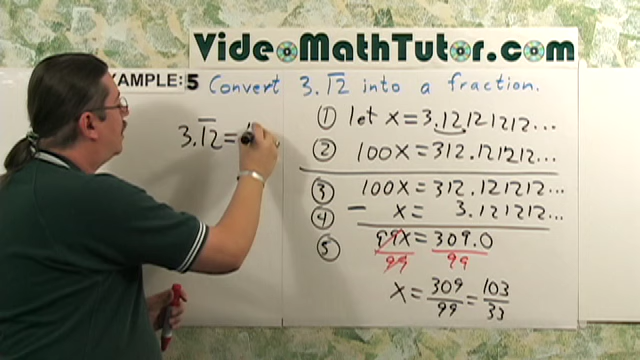 VideoMathTutor.com
EXAMPLE: 5 Convert 3.1̅2̅ into a fraction.
3.1̅2̅ =
① let x = 3.12121212...
② 100x = 312.121212...
③ 100x = 312.121212...
④ - x = 3.121212...
⑤ 99x = 309.0
99 99
x = 309/99 = 103/33